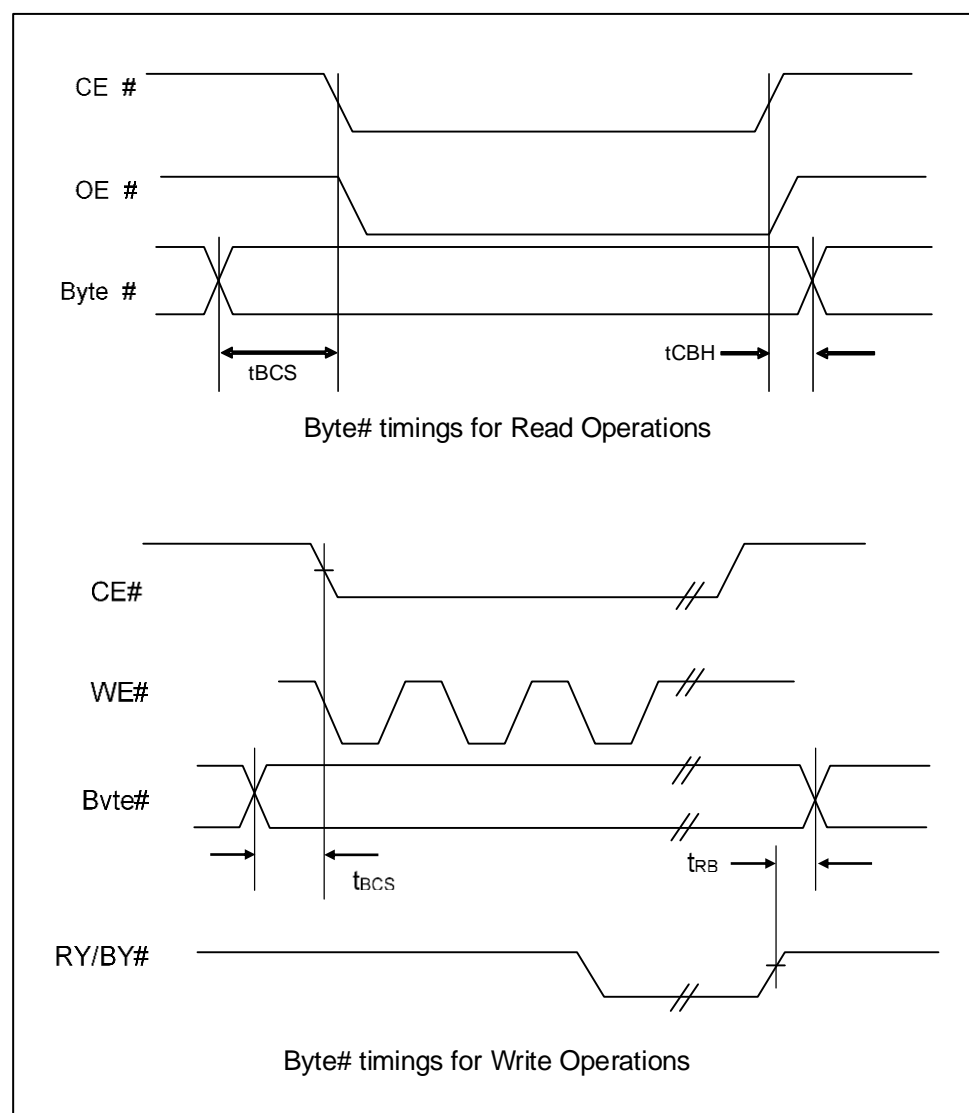 CE #
OE #
Byte #
tBCS
tCBH
Byte# timings for Read Operations
CE#
WE#
Bvte#
tBCS
tRB
RY/BY#
Byte# timings for Write Operations